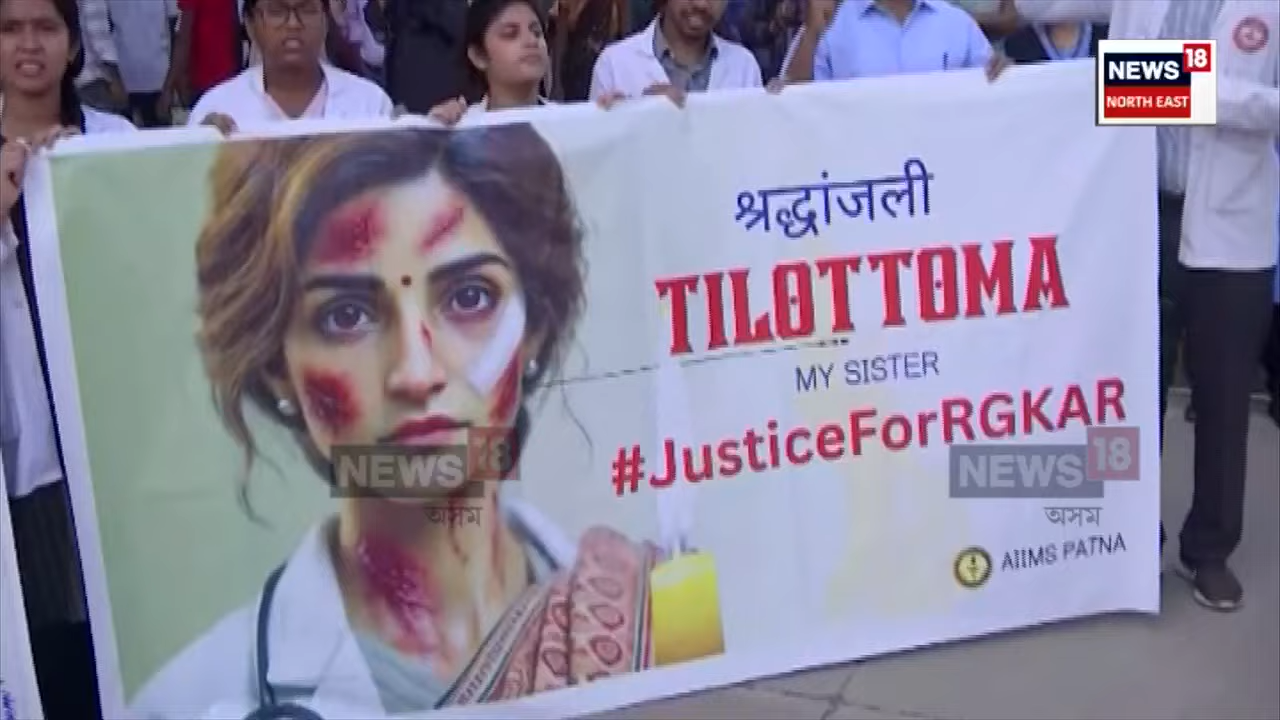 NEWS 18
NORTH EAST
श्रद्धांजली
TILOTTOMA
MY SISTER
#JusticeForRGKAR
NEWS 18
অসম
NEWS 18
অসম
AIIMS PATNA